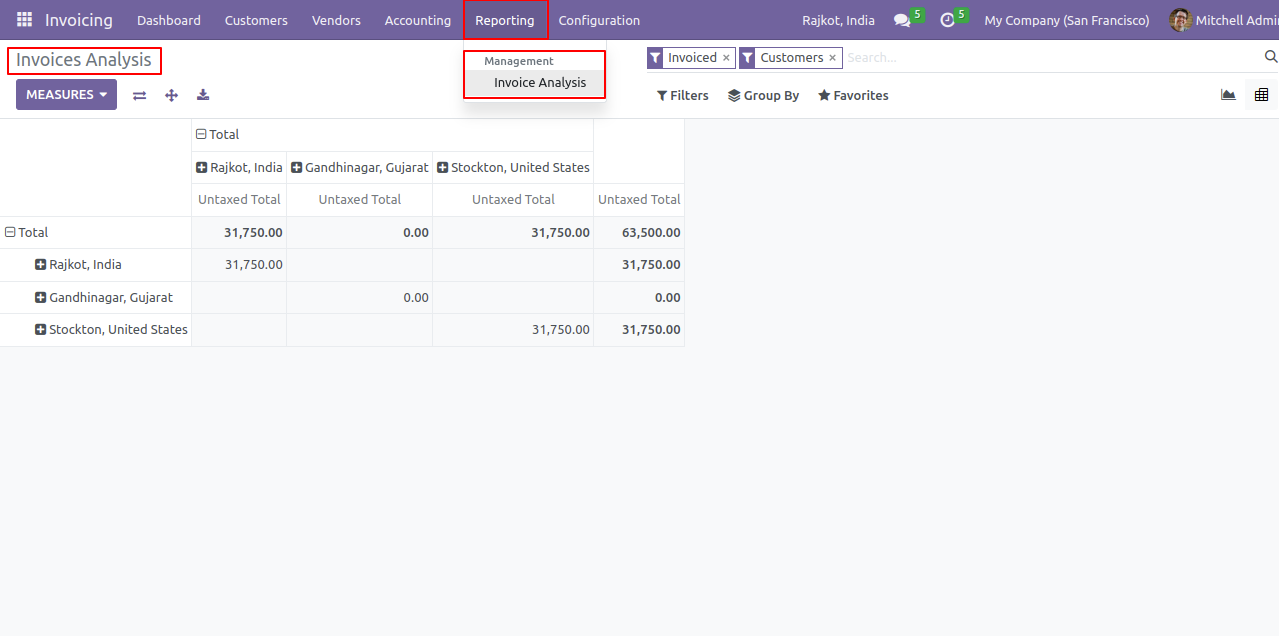 Invoicing Dashboard Customers Vendors Accounting Reporting Configuration Rajkot, India 5 5 My Company (San Francisco) Mitchell Admi
Invoices Analysis Management Invoiced × Customers × Search...
Invoice Analysis
MEASURES Filters Group By Favorites
Total
Rajkot, India Gandhinagar, Gujarat Stockton, United States
Untaxed Total Untaxed Total Untaxed Total Untaxed Total
Total 31,750.00 0.00 31,750.00 63,500.00
Rajkot, India 31,750.00 31,750.00
Gandhinagar, Gujarat 0.00 0.00
Stockton, United States 31,750.00 31,750.00